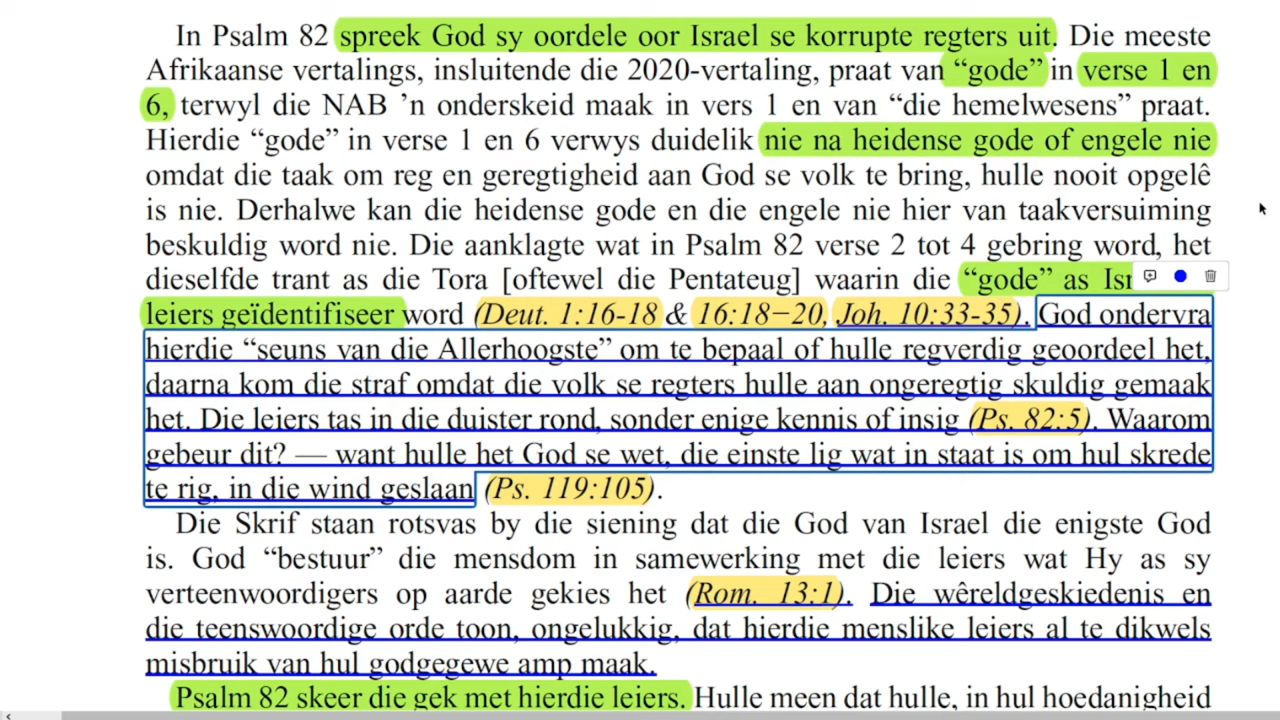 In Psalm 82 spreek God sy oordele oor Israel se korrupte regters uit. Die meeste
Afrikaanse vertalings, insluitende die 2020-vertaling, praat van “gode” in verse 1 en
6, terwyl die NAB ’n onderskeid maak in vers 1 en van “die hemelwesens” praat.
Hierdie “gode” in verse 1 en 6 verwys duidelik nie na heidense gode of engele nie
omdat die taak om reg en geregtigheid aan God se volk te bring, hulle nooit opgelê
is nie. Derhalwe kan die heidense gode en die engele nie hier van taakversuiming
beskuldig word nie. Die aanklagte wat in Psalm 82 verse 2 tot 4 gebring word, het
dieselfde trant as die Tora [oftewel die Pentateug] waarin die “gode” as
leiers geïdentifiseer word (Deut. 1:16-18 & 16:18−20, Joh. 10:33-35). God ondervra
hierdie “seuns van die Allerhoogste” om te bepaal of hulle regverdig geoordeel het,
daarna kom die straf omdat die volk se regters hulle aan ongeregtig skuldig gemaak
het. Die leiers tas in die duister rond, sonder enige kennis of insig (Ps. 82:5). Waarom
gebeur dit? — want hulle het God se wet, die einste lig wat in staat is om hul skrede
te rig, in die wind geslaan (Ps. 119:105).
Die Skrif staan rotsvas by die siening dat die God van Israel die enigste God
is. God “bestuur” die mensdom in samewerking met die leiers wat Hy as sy
verteenwoordigers op aarde gekies het (Rom. 13:1). Die wêreldgeskiedenis en
die teenswoordige orde toon, ongelukkig, dat hierdie menslike leiers al te dikwels
misbruik van hul godgegewe amp maak.
Psalm 82 skeer die gek met hierdie leiers. Hulle meen dat hulle, in hul hoedanigheid